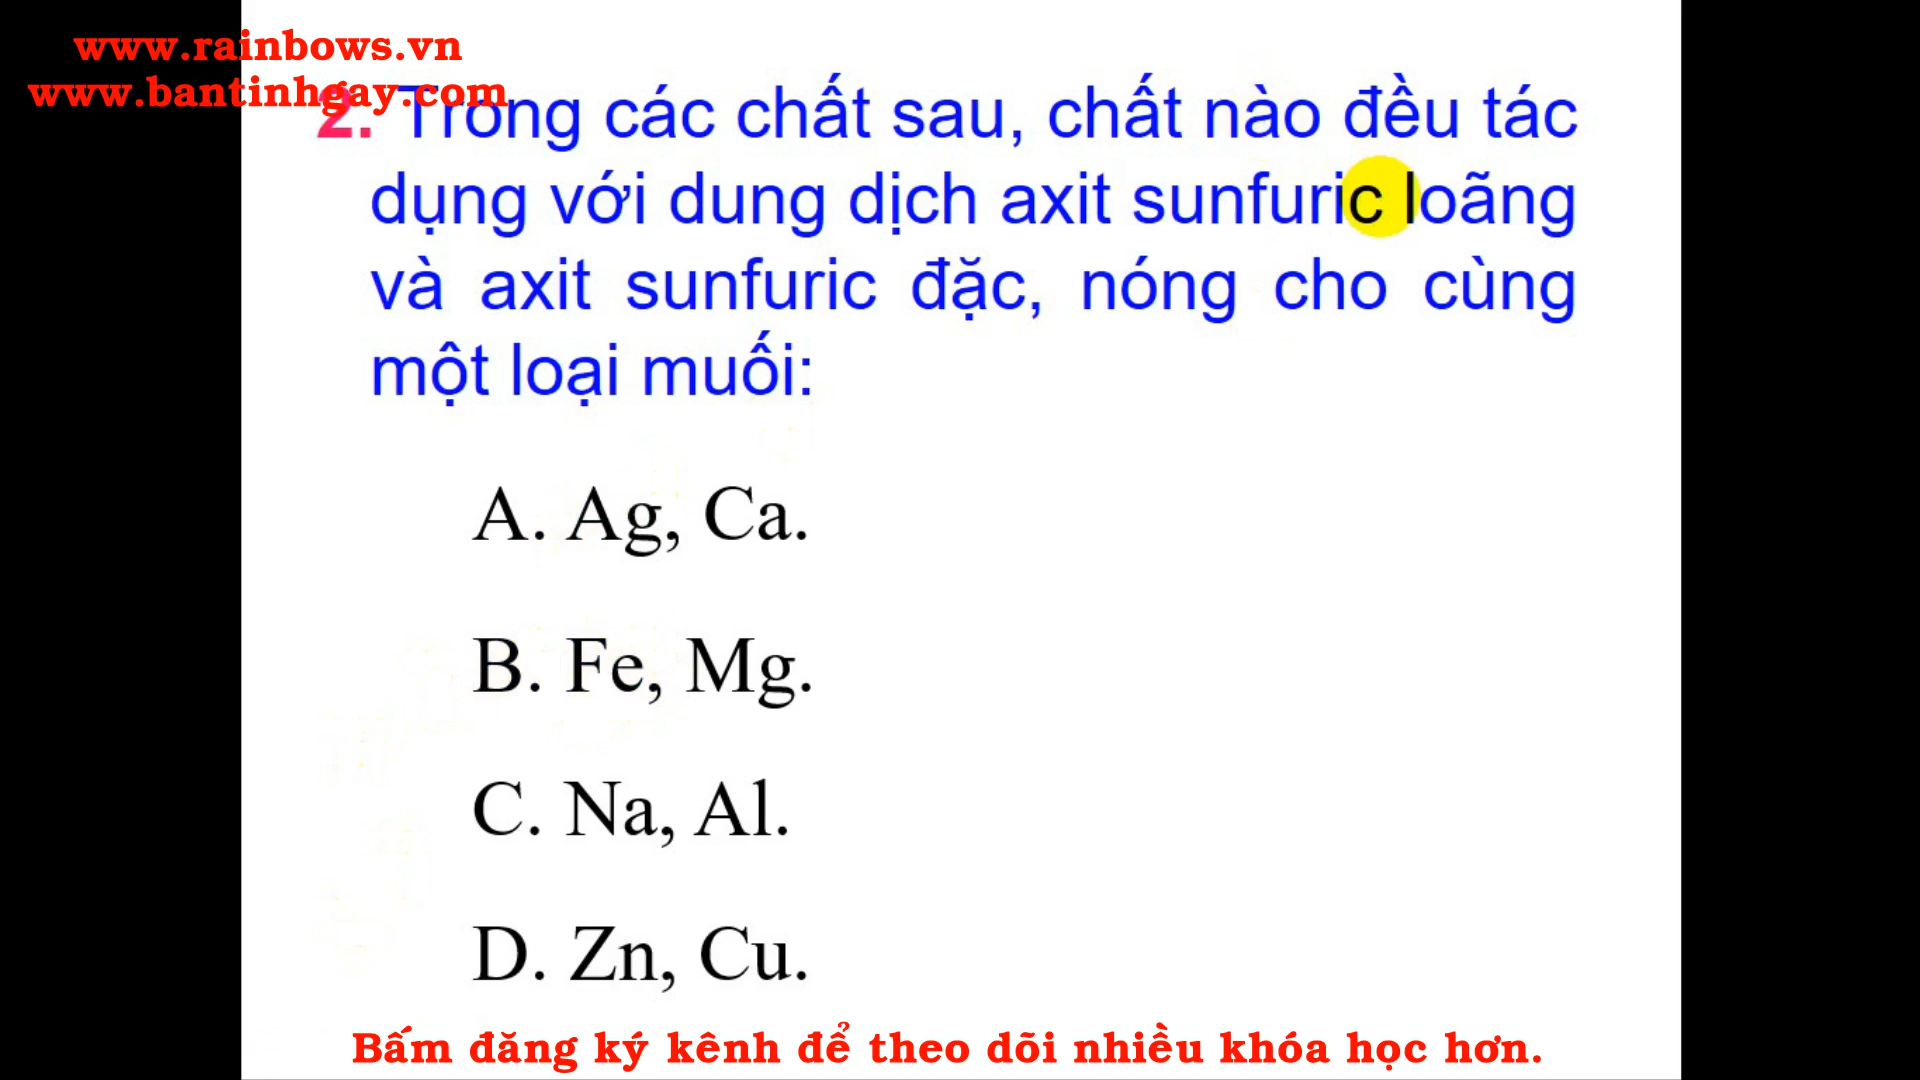 www.rainbows.vn
www.bantinhgay.com
2. Trong các chất sau, chất nào đều tác
dụng với dung dịch axit sunfuric loãng
và axit sunfuric đặc, nóng cho cùng
một loại muối:
A. Ag, Ca.
B. Fe, Mg.
C. Na, Al.
D. Zn, Cu.
Bấm đăng ký kênh để theo dõi nhiều khóa học hơn.